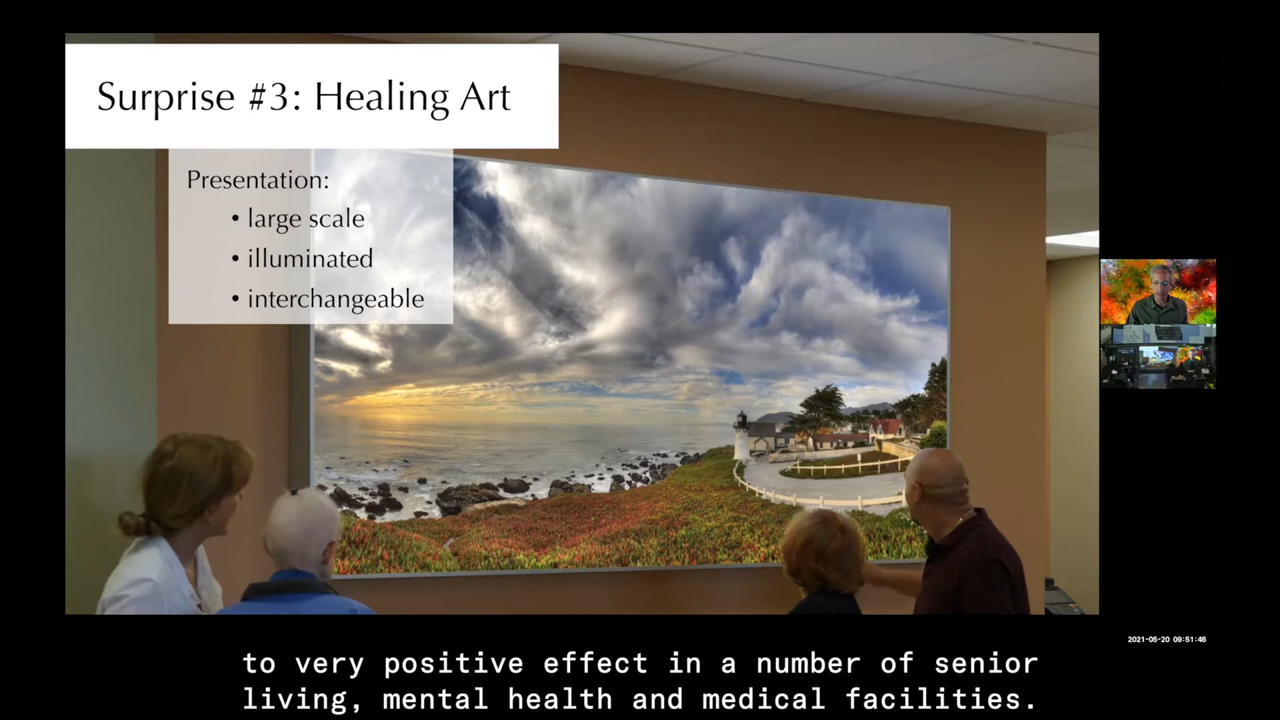 Surprise #3: Healing Art
Presentation:
• large scale
• illuminated
• interchangeable
2021-05-20 09:51:46
to very positive effect in a number of senior
living, mental health and medical facilities.